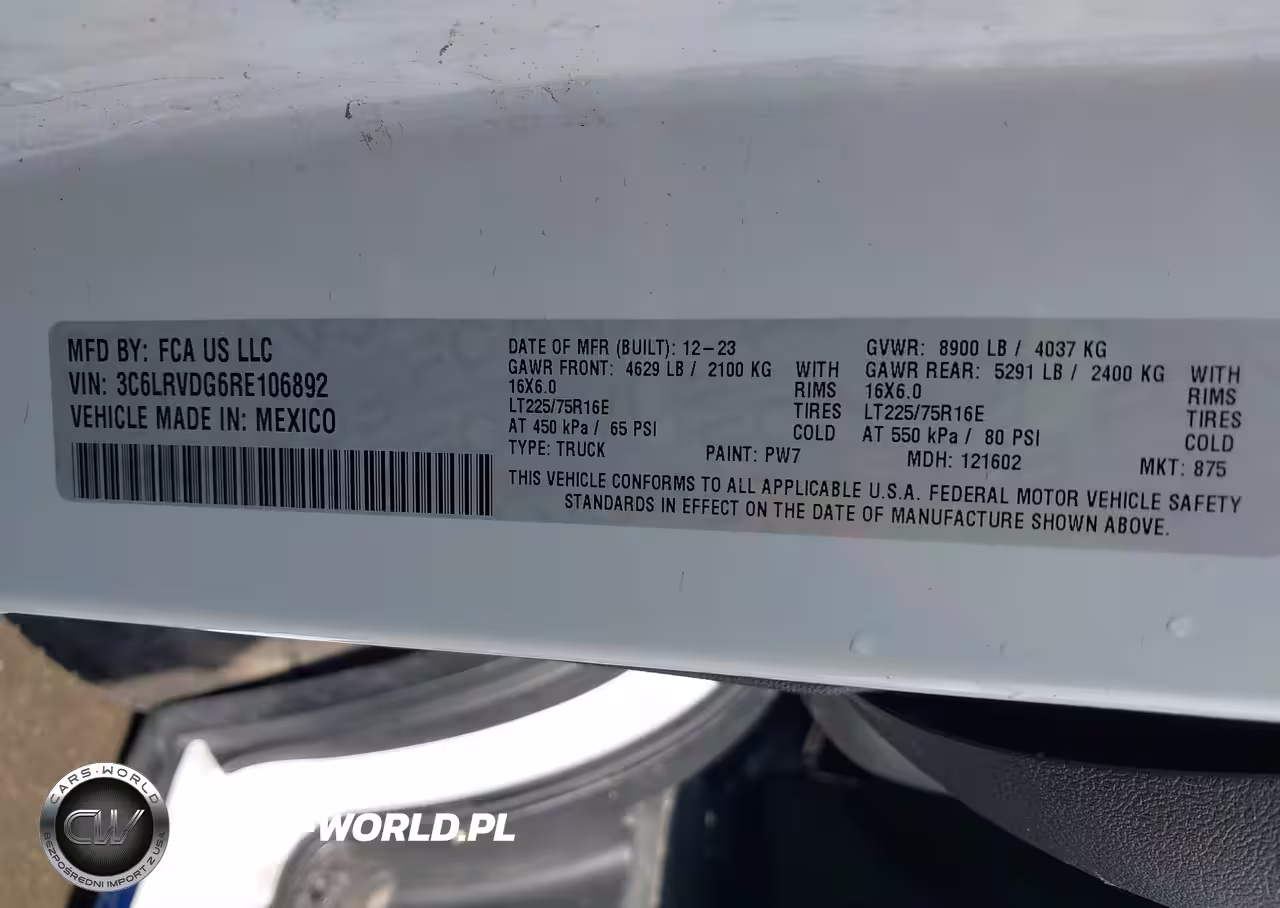 MFD BY: FCA US LLC
VIN: 3C6LRVDG6RE106892
VEHICLE MADE IN: MEXICO
DATE OF MFR (BUILT): 12-23 GVWR: 8900 LB / 4037 KG
GAWR FRONT: 4629 LB / 2100 KG WITH GAWR REAR: 5291 LB / 2400 KG WITH
16X6.0 RIMS 16X6.0 RIMS
LT225/75R16E TIRES LT225/75R16E TIRES
AT 450 kPa / 65 PSI COLD AT 550 kPa / 80 PSI COLD
TYPE: TRUCK PAINT: PW7 MDH: 121602 MKT: 875
THIS VEHICLE CONFORMS TO ALL APPLICABLE U.S.A. FEDERAL MOTOR VEHICLE SAFETY
STANDARDS IN EFFECT ON THE DATE OF MANUFACTURE SHOWN ABOVE.
CARS-WORLD
CW
BEZPOŚREDNI IMPORT Z USA
-WORLD.PL